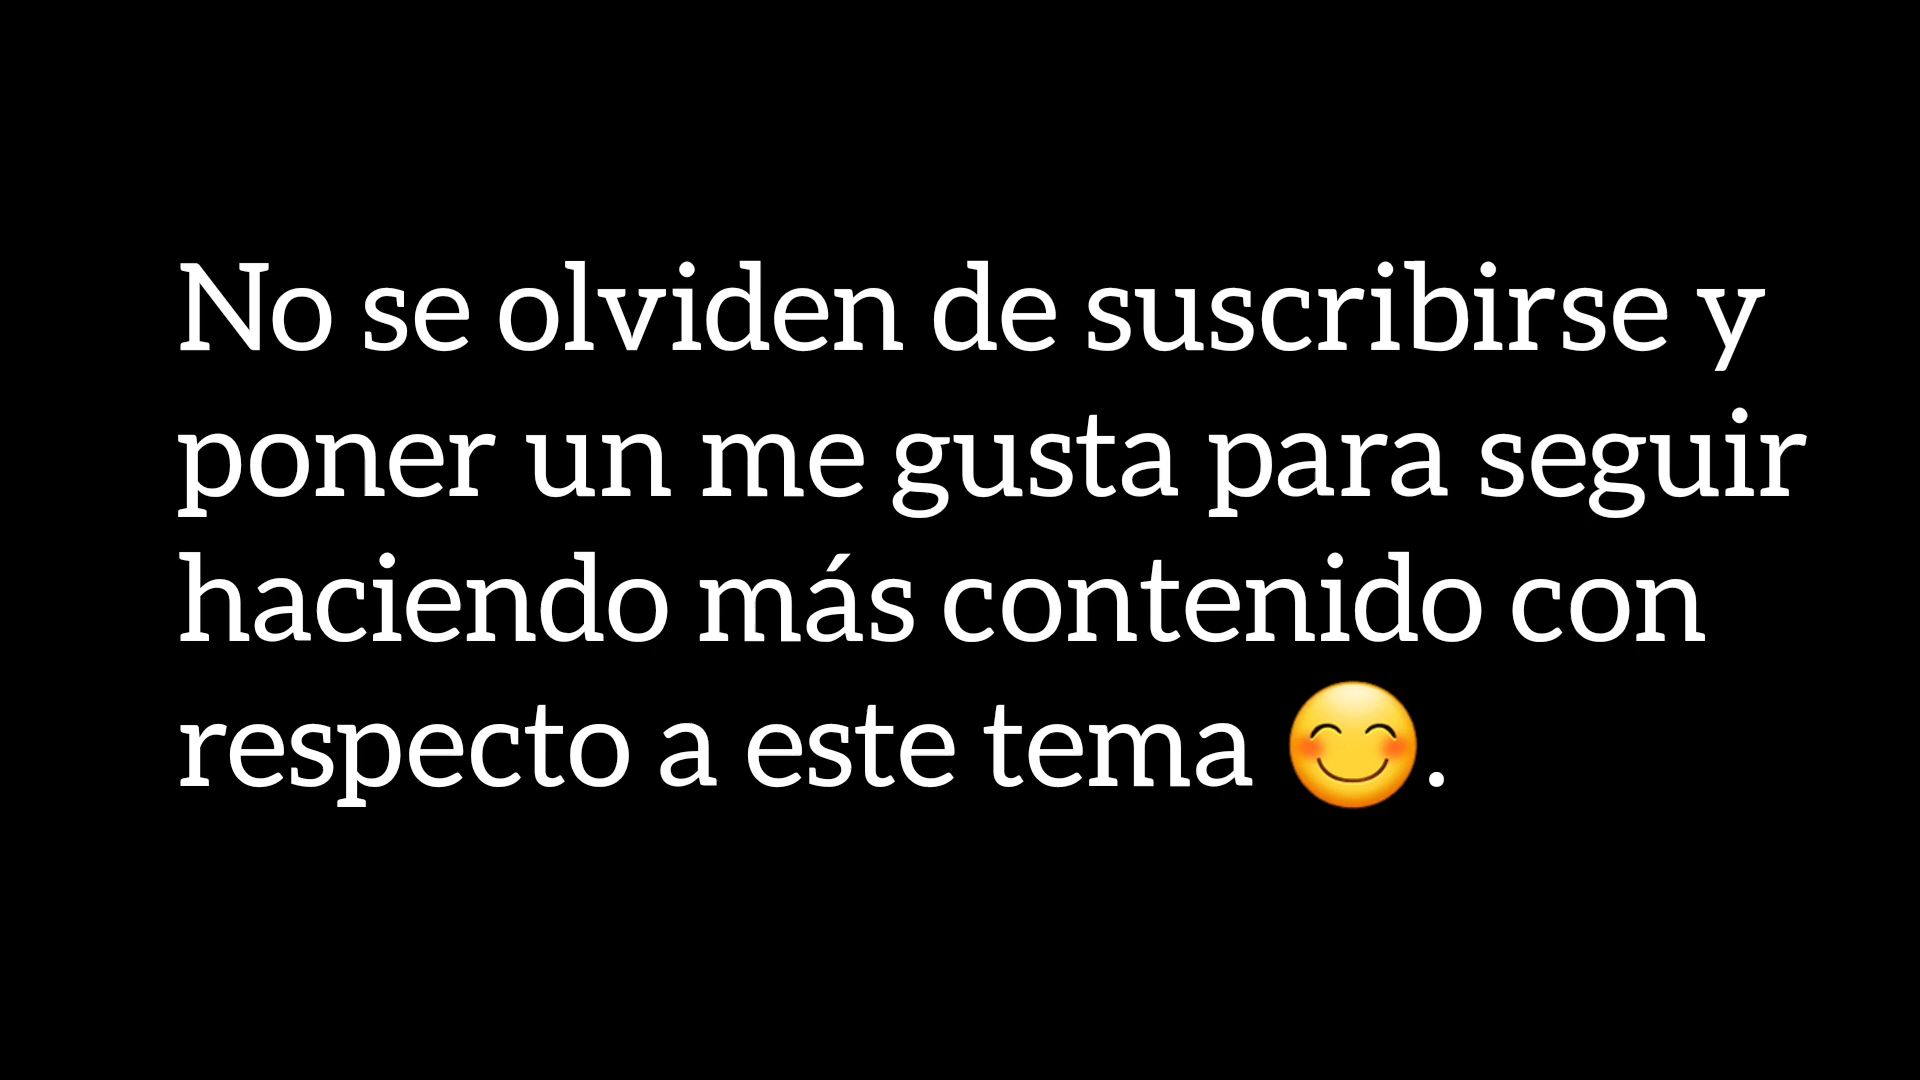 No se olviden de suscribirse y
poner un me gusta para seguir
haciendo más contenido con
respecto a este tema 😊.